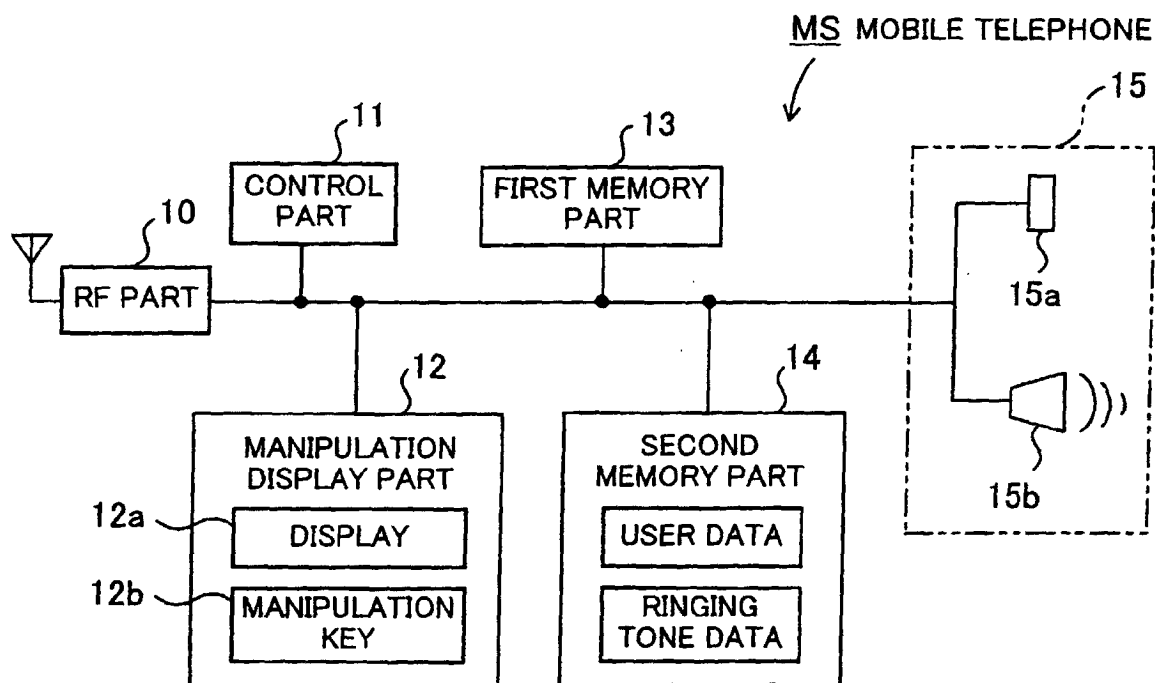 MS MOBILE TELEPHONE
15
11
13
CONTROL
PART
FIRST MEMORY
PART
10
RF PART
15a
12
14
MANIPULATION
DISPLAY PART
SECOND
MEMORY PART
15b
12a
DISPLAY
USER DATA
12b
MANIPULATION
KEY
RINGING
TONE DATA